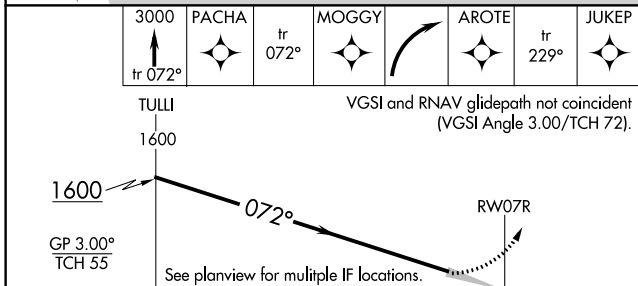 3000
tr 072°
PACHA
tr
072°
MOGGY
AROTE
tr
229°
JUKEP
VGSI and RNAV glidepath not coincident
(VGSI Angle 3.00/TCH 72).
TULLI
1600
1600
072°
RW07R
GP 3.00°
TCH 55
See planview for mulitple IF locations.